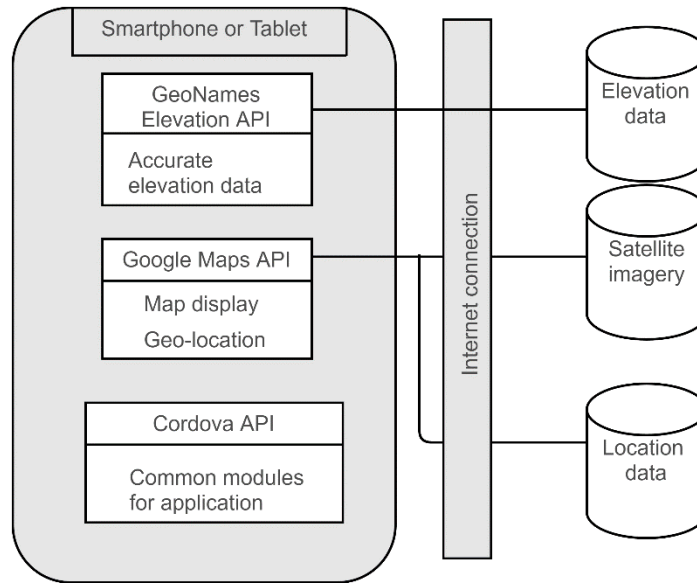 Smartphone or Tablet
GeoNames
Elevation API
Accurate
elevation data
Google Maps API
Map display
Geo-location
Cordova API
Common modules
for application
Internet connection
Elevation
data
Satellite
imagery
Location
data